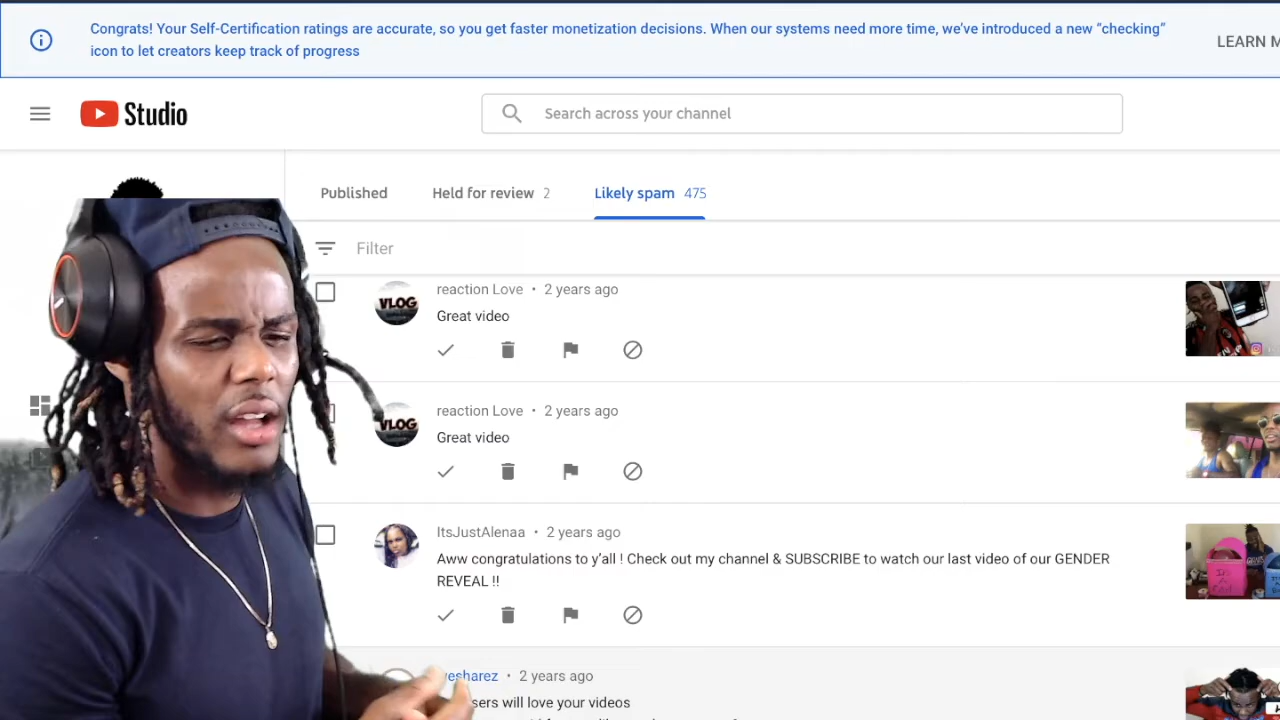 Congrats! Your Self-Certification ratings are accurate, so you get faster monetization decisions. When our systems need more time, we've introduced a new “checking”
icon to let creators keep track of progress
LEARN
Studio
Search across your channel
Published
Held for review 2
Likely spam 475
Filter
reaction Love • 2 years ago
VLOG
Great video
reaction Love • 2 years ago
VLOG
Great video
ItsJustAlenaa • 2 years ago
Aww congratulations to y'all ! Check out my channel & SUBSCRIBE to watch our last video of our GENDER
REVEAL !!
• 2 years ago
will love your videos